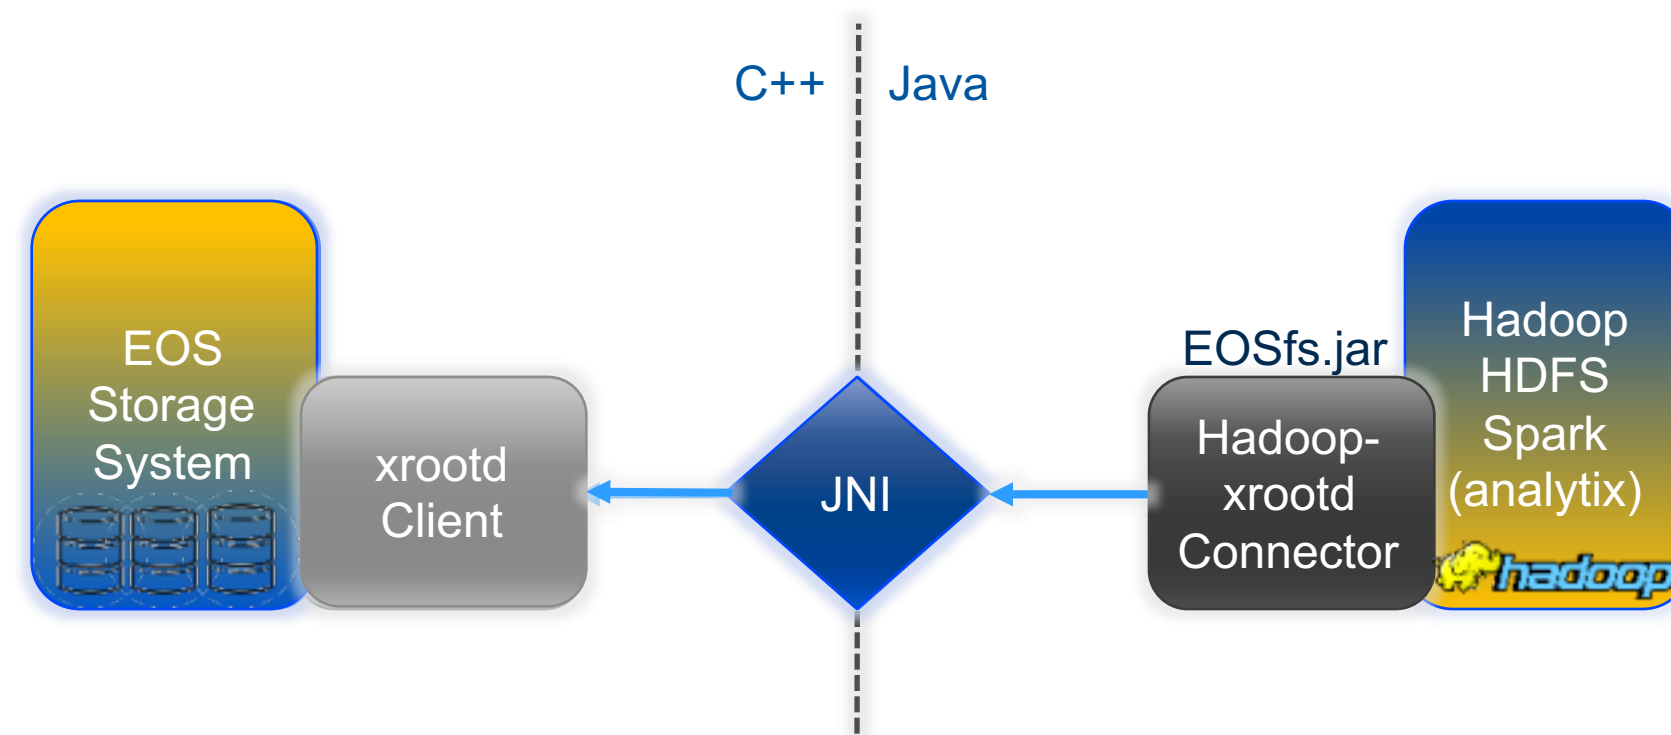 C++
Java
EOS
Storage
System
xrootd
Client
JNI
EOSfs.jar
Hadoop-
xrootd
Connector
Hadoop
HDFS
Spark
(analytix)
hadoop